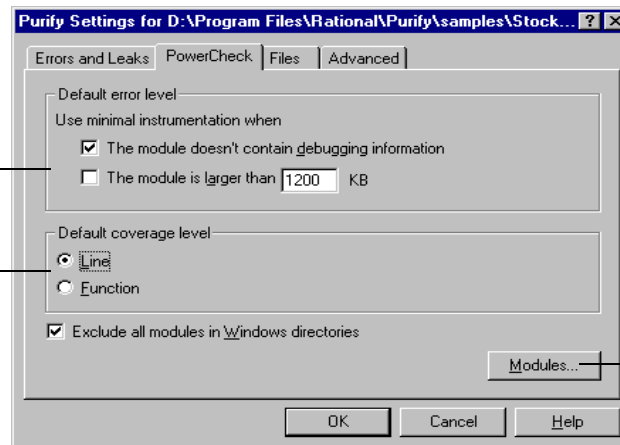 Purify Settings for D:\Program Files\Rational\Purify\samples\Stock...
Errors and Leaks PowerCheck Files Advanced
Default error level
Use minimal instrumentation when
The module doesn't contain debugging information
The module is larger than 1200 KB
Default coverage level
Line
Function
Exclude all modules in Windows directories
Modules...
OK Cancel Help